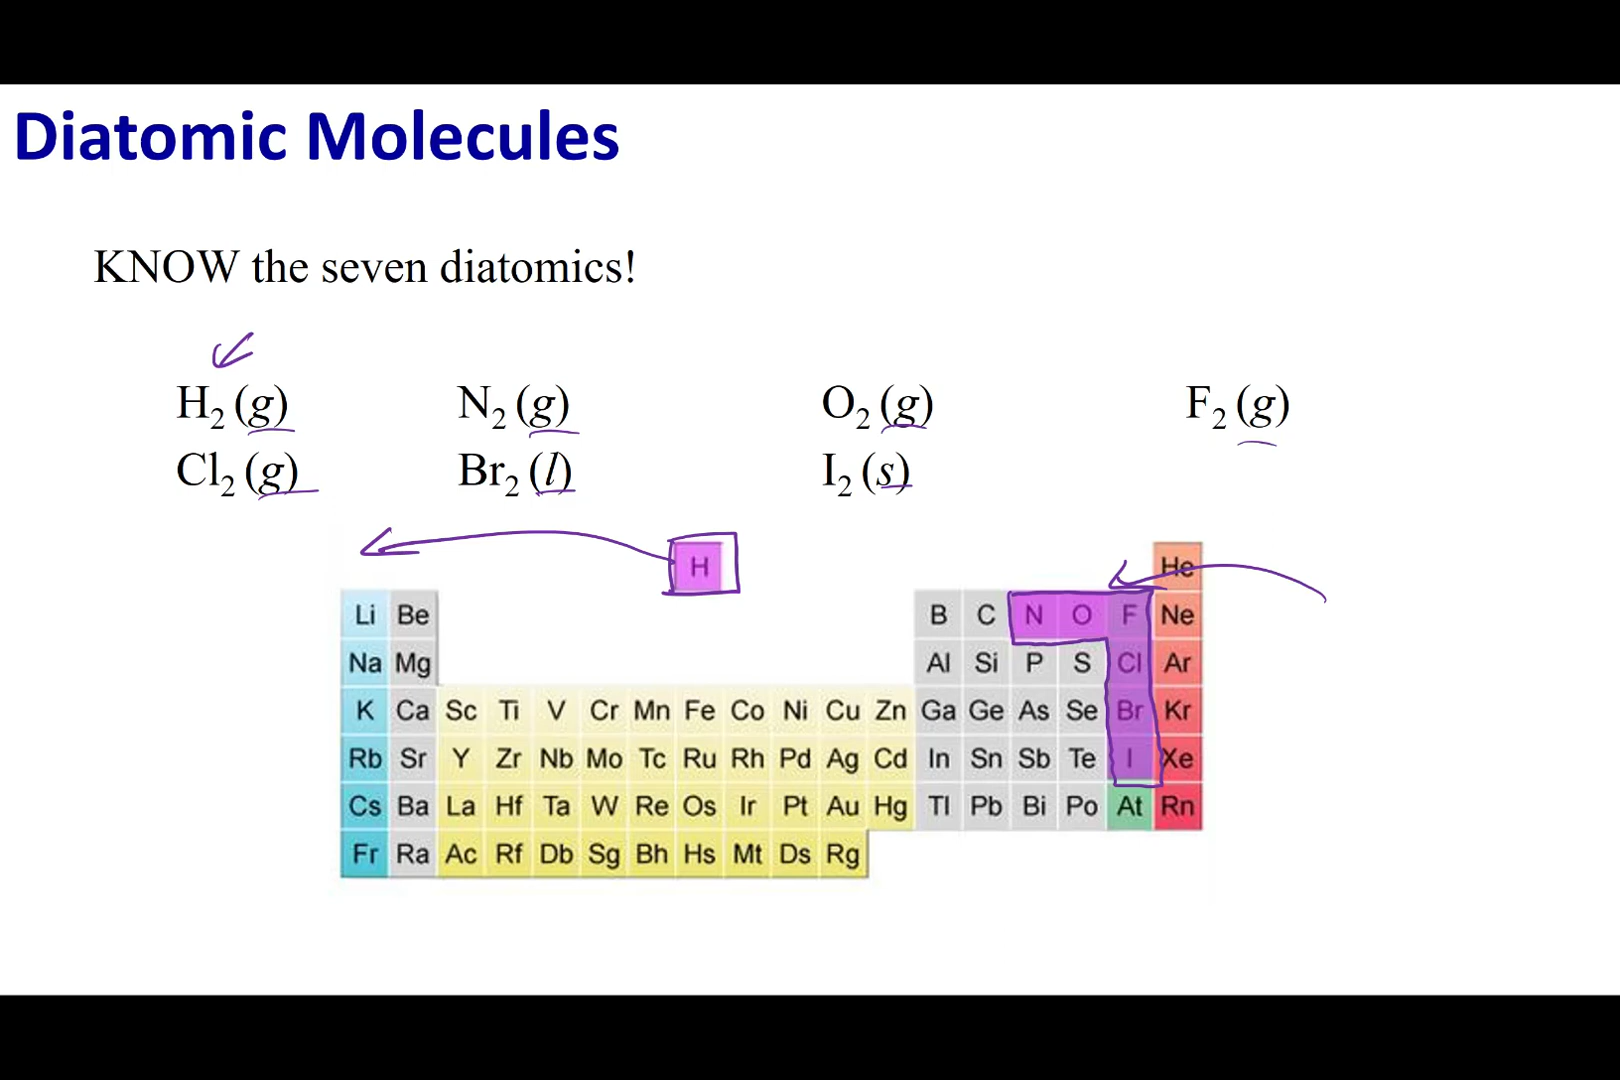 Diatomic Molecules
KNOW the seven diatomics!
H₂ (g) N₂ (g) O₂ (g) F₂ (g)
Cl₂ (g) Br₂ (l) I₂ (s)
H He
Li Be B C N O F Ne
Na Mg Al Si P S Cl Ar
K Ca Sc Ti V Cr Mn Fe Co Ni Cu Zn Ga Ge As Se Br Kr
Rb Sr Y Zr Nb Mo Tc Ru Rh Pd Ag Cd In Sn Sb Te I Xe
Cs Ba La Hf Ta W Re Os Ir Pt Au Hg Tl Pb Bi Po At Rn
Fr Ra Ac Rf Db Sg Bh Hs Mt Ds Rg